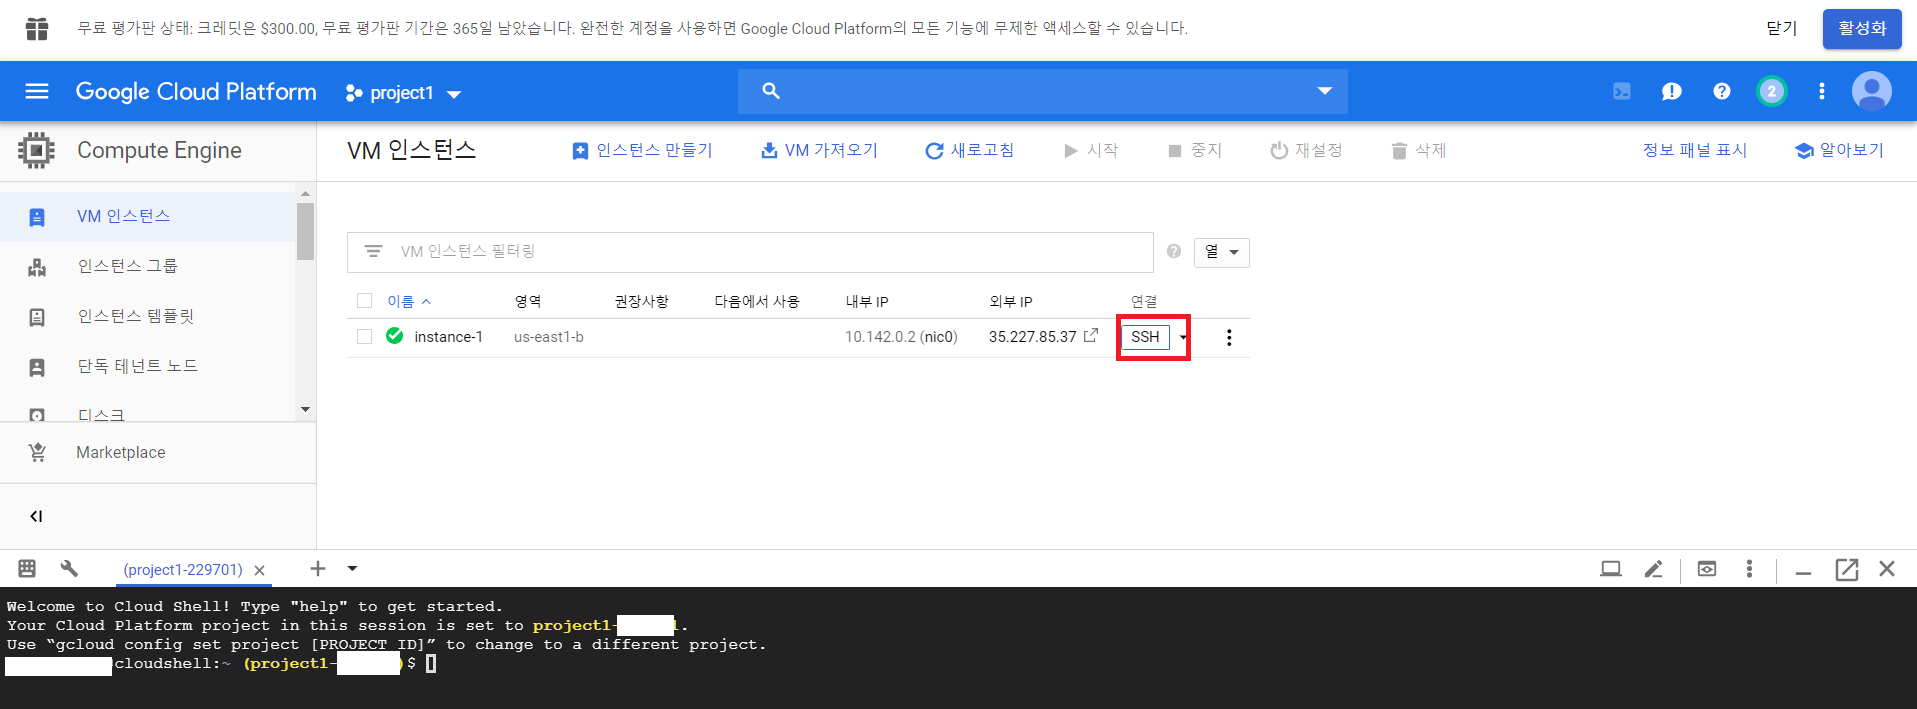 무료 평가판 상태: 크레딧은 $300.00, 무료 평가판 기간은 365일 남았습니다. 완전한 계정을 사용하면 Google Cloud Platform의 모든 기능에 무제한 액세스할 수 있습니다.
닫기
활성화
Google Cloud Platform
project1
2
Compute Engine
VM 인스턴스
인스턴스 만들기
VM 가져오기
새로고침
시작
중지
재설정
삭제
정보 패널 표시
알아보기
VM 인스턴스
인스턴스 그룹
인스턴스 템플릿
단독 테넌트 노드
디스크
Marketplace
VM 인스턴스 필터링
열
이름 영역 권장사항 다음에서 사용 내부 IP 외부 IP 연결
instance-1 us-east1-b 10.142.0.2 (nic0) 35.227.85.37 SSH
(project1-229701)
Welcome to Cloud Shell! Type "help" to get started.
Your Cloud Platform project in this session is set to project1- 1.
Use “gcloud config set project [PROJECT_ID]” to change to a different project.
@cloudshell:~ (project1- )$